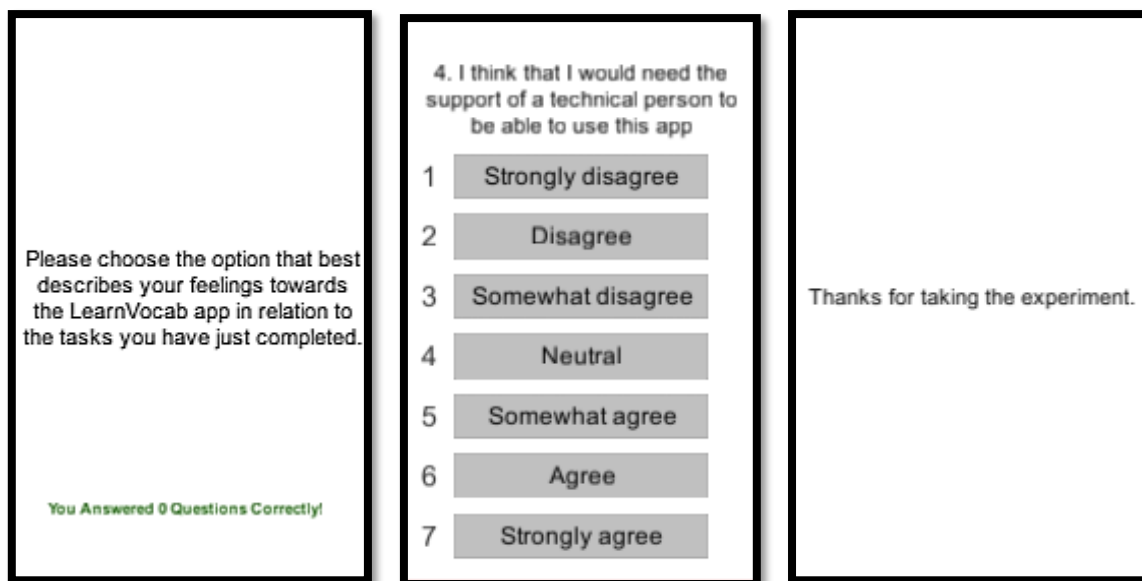 Please choose the option that best
describes your feelings towards
the LearnVocab app in relation to
the tasks you have just completed.
You Answered 0 Questions Correctly!
4. I think that I would need the
support of a technical person to
be able to use this app
1 Strongly disagree
2 Disagree
3 Somewhat disagree
4 Neutral
5 Somewhat agree
6 Agree
7 Strongly agree
Thanks for taking the experiment.